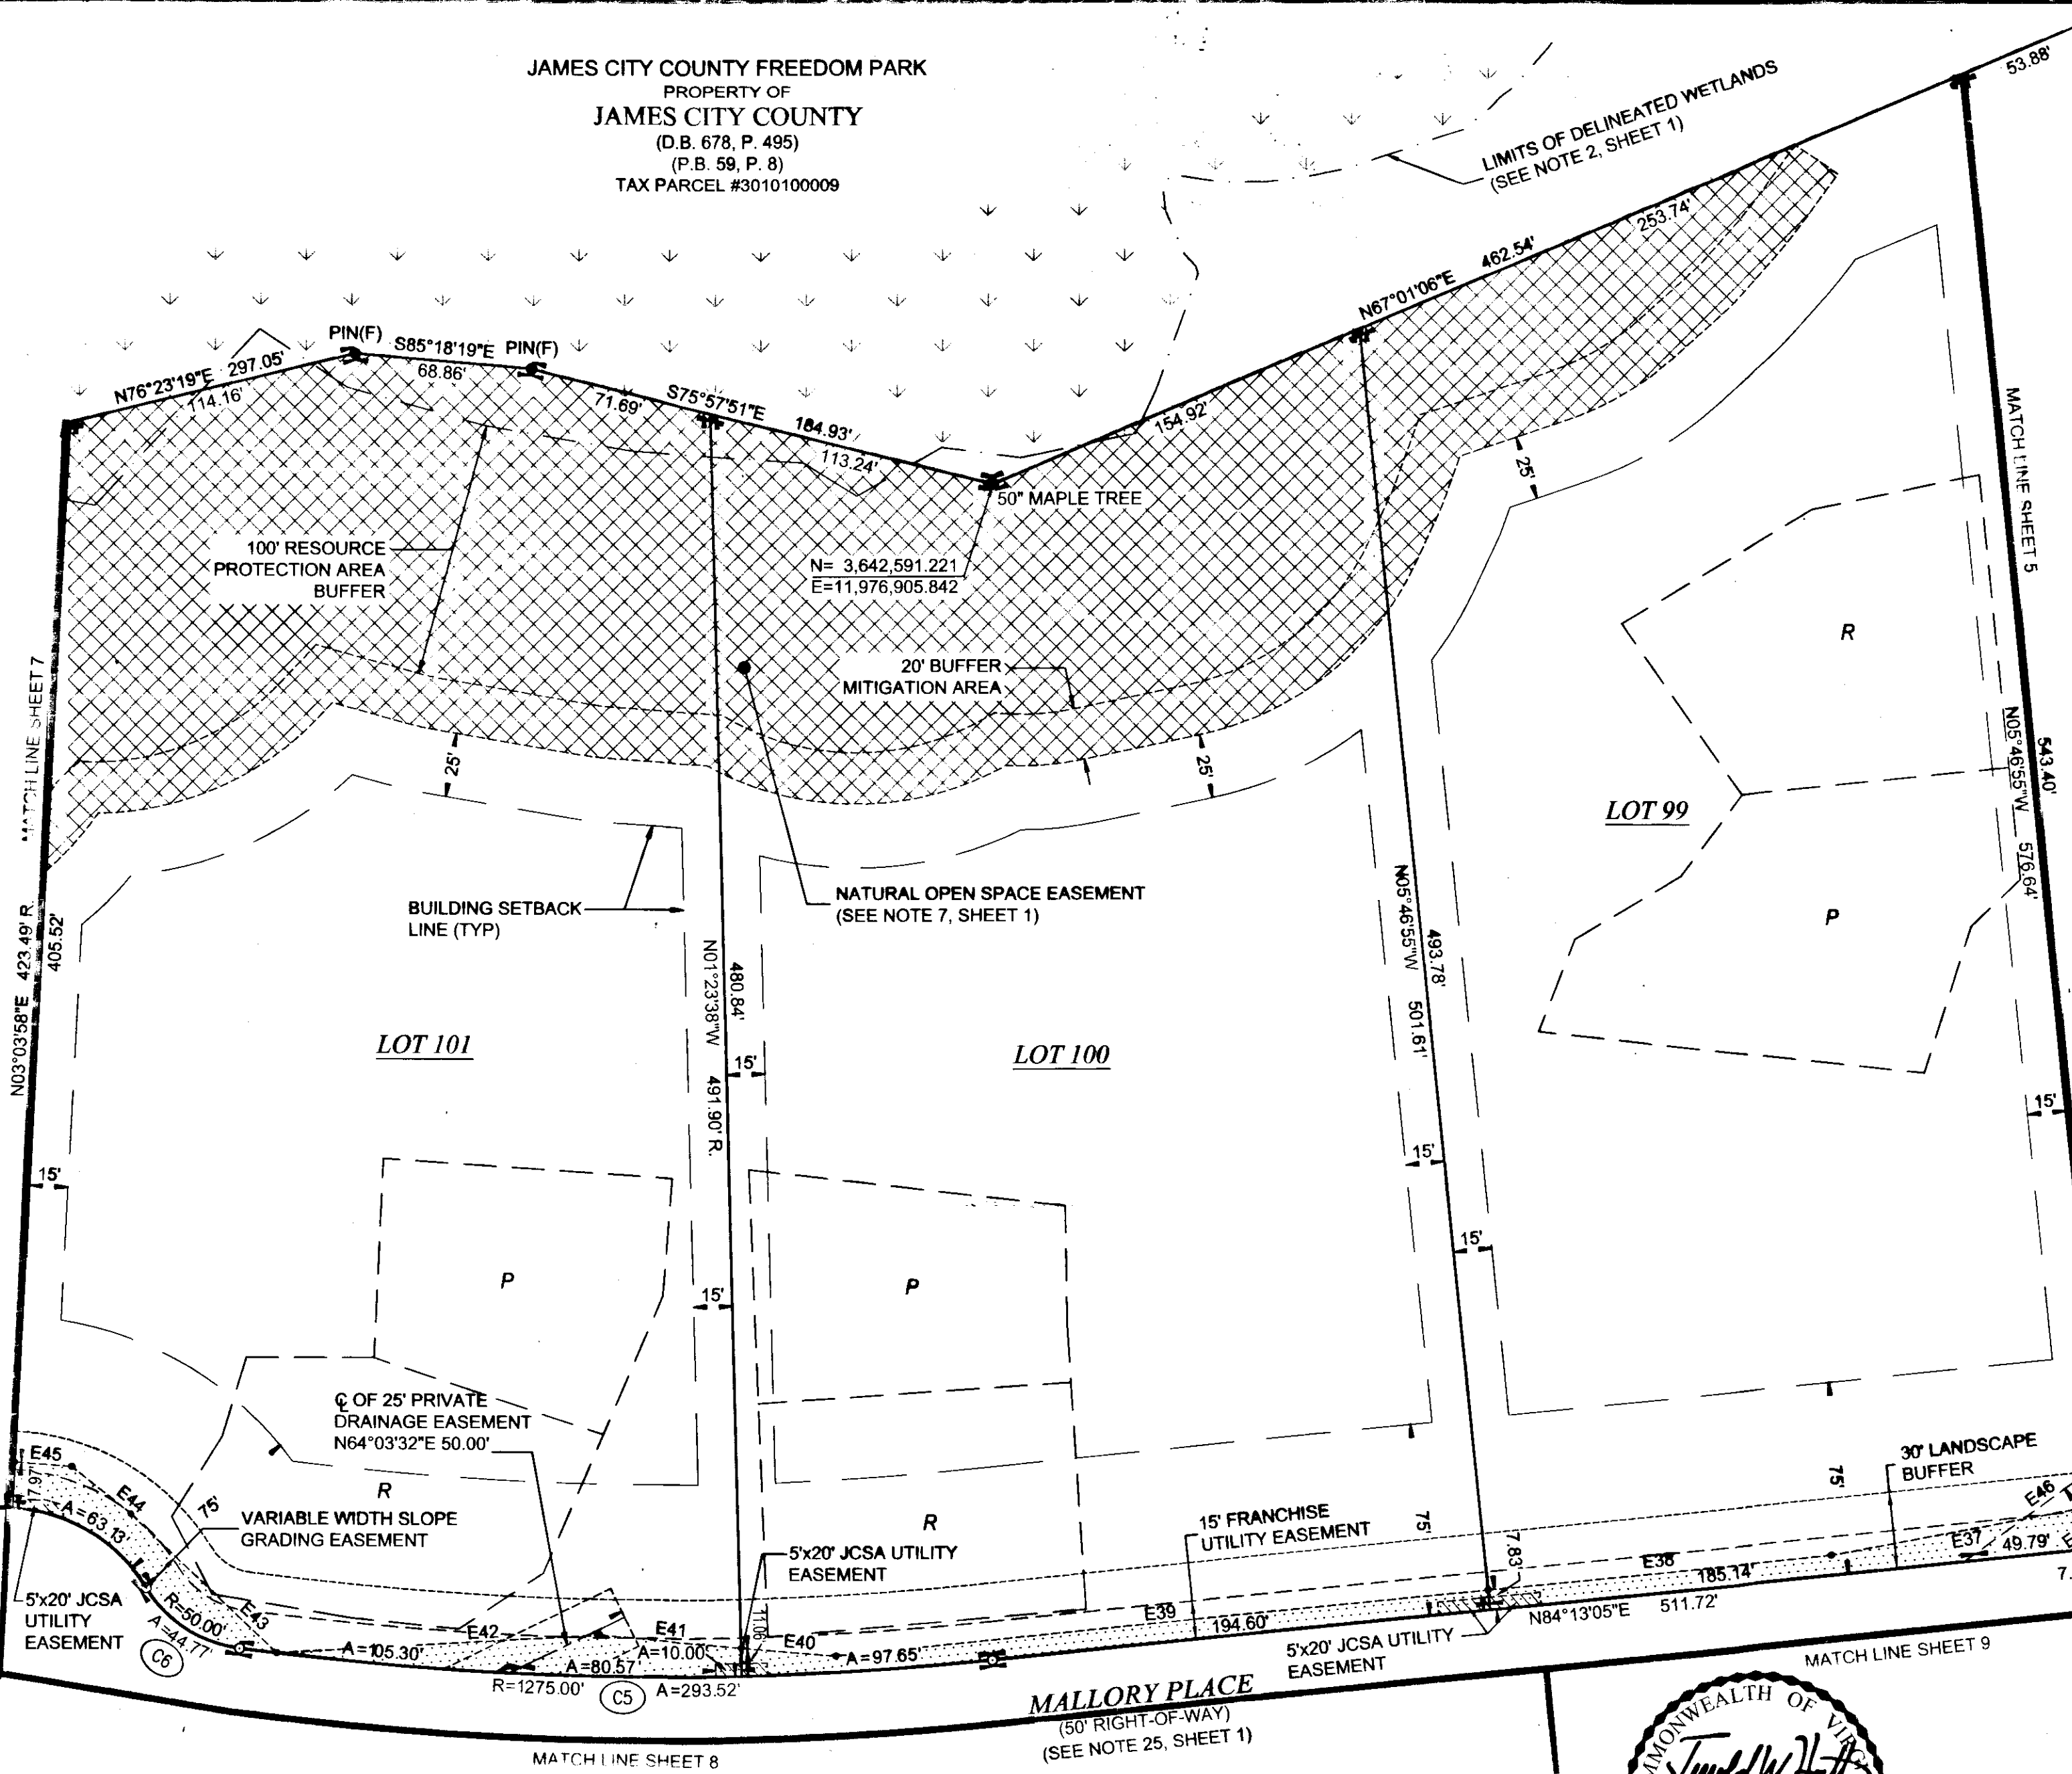 JAMES CITY COUNTY FREEDOM PARK
PROPERTY OF
JAMES CITY COUNTY
(D.B. 678, P. 495)
(P.B. 59, P. 8)
TAX PARCEL #3010100009
53.88'
LIMITS OF DELINEATED WETLANDS
(SEE NOTE 2, SHEET 1)
253.74'
N67°01'06"E 462.54'
154.92'
PIN(F)
S85°18'19"E
PIN(F)
68.86'
N76°23'19"E 297.05'
114.16'
71.69'
S75°57'51"E
184.93'
113.24'
50" MAPLE TREE
N= 3,642,591.221
E=11,976,905.842
100' RESOURCE
PROTECTION AREA
BUFFER
20' BUFFER
MITIGATION AREA
25'
25'
25'
MATCH LINE SHEET 5
MATCH LINE SHEET 7
R
P
LOT 99
543.40'
N05°46'55"W 576.64'
BUILDING SETBACK
LINE (TYP)
NATURAL OPEN SPACE EASEMENT
(SEE NOTE 7, SHEET 1)
N03°03'58"E 423.49' R.
405.52'
480.84'
N01°23'38"W 491.90' R.
493.78'
N05°46'55"W 501.61'
LOT 101
LOT 100
15'
15'
15'
15'
15'
15'
P
P
℄ OF 25' PRIVATE
DRAINAGE EASEMENT
N64°03'32"E 50.00'
R
R
VARIABLE WIDTH SLOPE
GRADING EASEMENT
75'
75'
75'
30' LANDSCAPE
BUFFER
15' FRANCHISE
UTILITY EASEMENT
5'x20' JCSA UTILITY
EASEMENT
5'x20' JCSA
UTILITY
EASEMENT
E45
17.97'
A=63.13'
E44
E43
R=50.00'
A=44.77'
C6
E42
A=105.30'
E41
A=10.00'
A=80.57'
R=1275.00'
C5
A=293.52'
11.06'
E40
A=97.65'
E39
194.60'
7.83'
E38
185.14'
E37
49.79'
E46
N84°13'05"E 511.72'
5'x20' JCSA UTILITY
EASEMENT
MALLORY PLACE
(50' RIGHT-OF-WAY)
(SEE NOTE 25, SHEET 1)
MATCH LINE SHEET 8
MATCH LINE SHEET 9